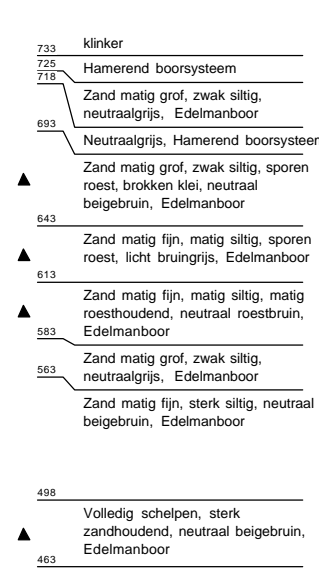 klinker
733
725
Hamerend boorsysteem
718
Zand matig grof, zwak siltig,
neutraalgrijs, Edelmanboor
693
Neutraalgrijs, Hamerend boorsysteem
Zand matig grof, zwak siltig, sporen
roest, brokken klei, neutraal
beigebruin, Edelmanboor
643
Zand matig fijn, matig siltig, sporen
roest, licht bruingrijs, Edelmanboor
613
Zand matig fijn, matig siltig, matig
roesthoudend, neutraal roestbruin,
Edelmanboor
583
Zand matig grof, zwak siltig,
neutraalgrijs, Edelmanboor
563
Zand matig fijn, sterk siltig, neutraal
beigebruin, Edelmanboor
498
Volledig schelpen, sterk
zandhoudend, neutraal beigebruin,
Edelmanboor
463